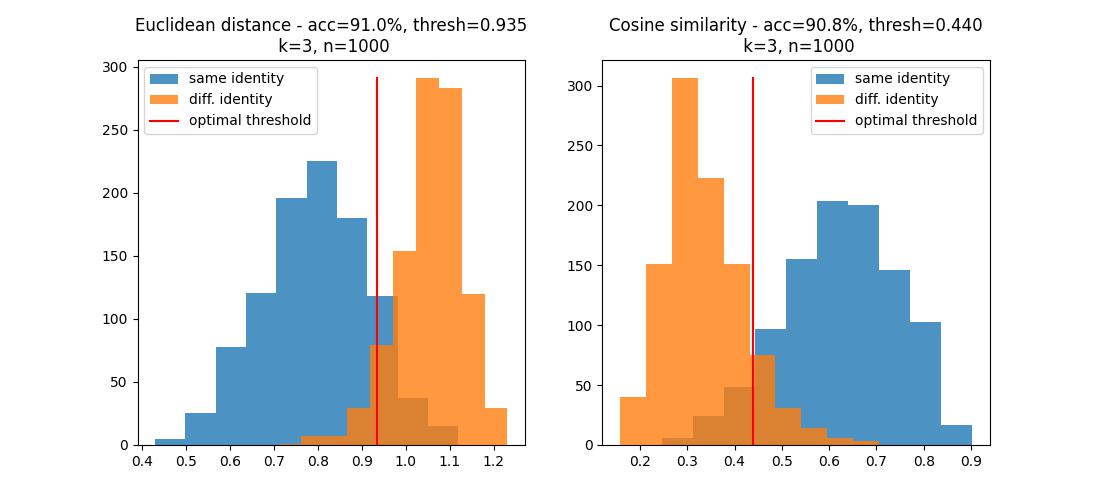 Euclidean distance - acc=91.0%, thresh=0.935
k=3, n=1000
same identity
diff. identity
optimal threshold
300
250
200
150
100
50
0
0.4 0.5 0.6 0.7 0.8 0.9 1.0 1.1 1.2
Cosine similarity - acc=90.8%, thresh=0.440
k=3, n=1000
same identity
diff. identity
optimal threshold
300
250
200
150
100
50
0
0.2 0.3 0.4 0.5 0.6 0.7 0.8 0.9